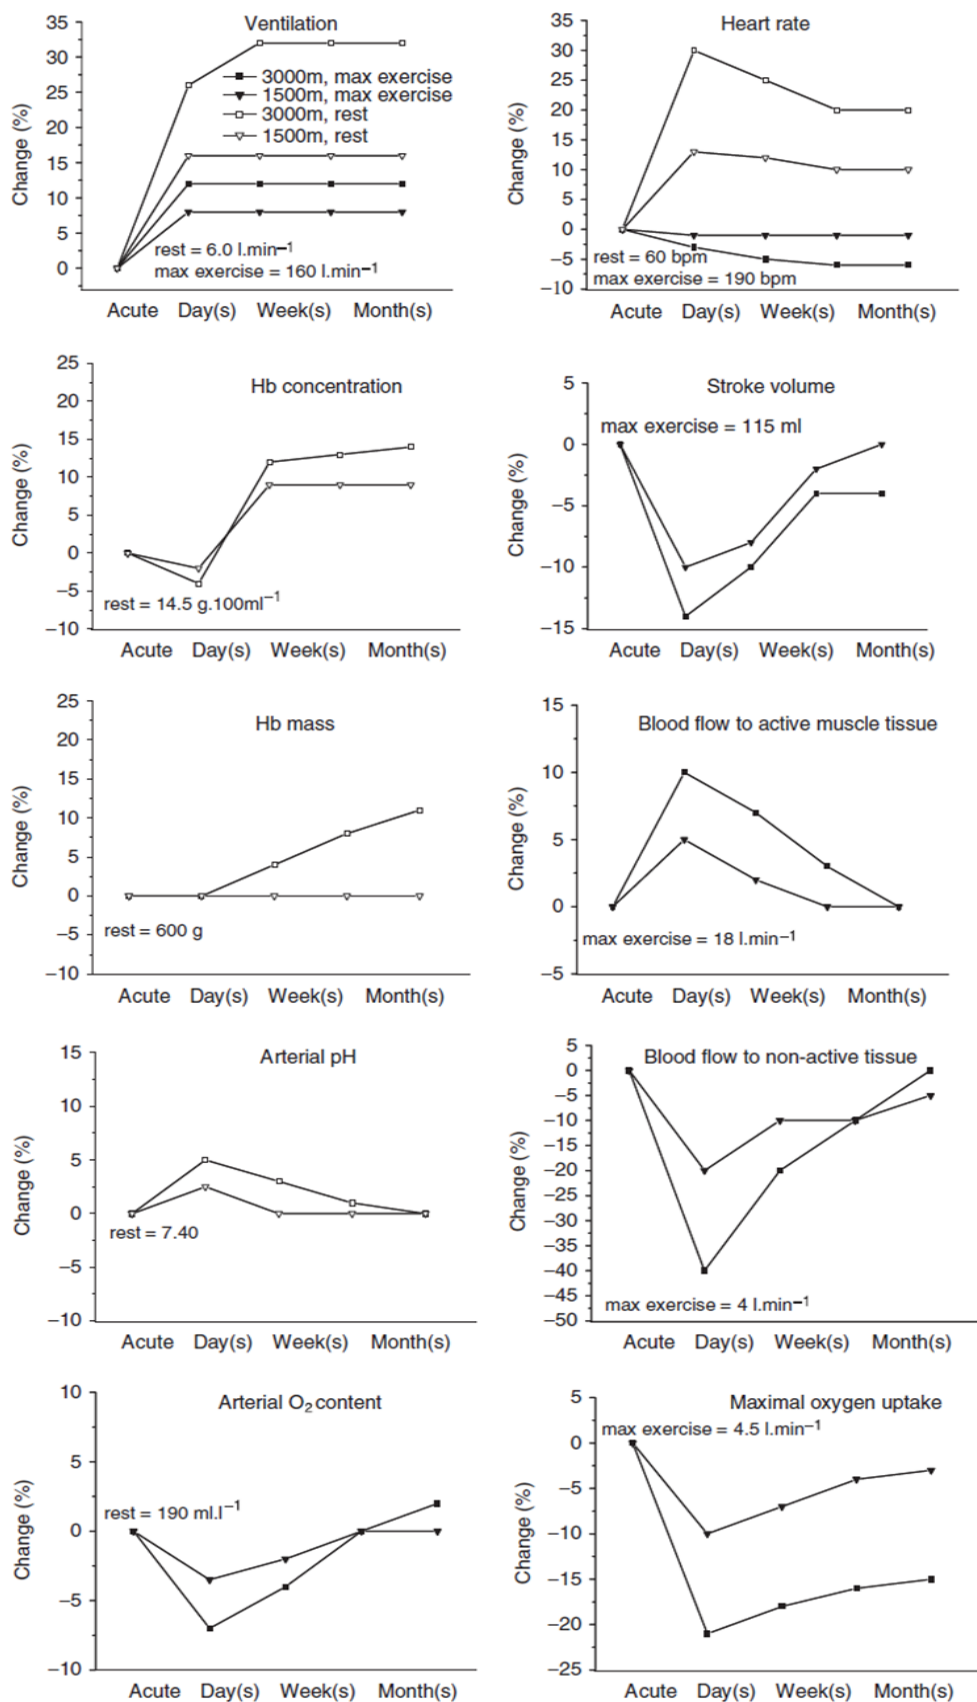 Ventilation
35
30
25
20
15
10
5
0
Change (%)
3000m, max exercise
1500m, max exercise
3000m, rest
1500m, rest
rest = 6.0 l.min⁻¹
max exercise = 160 l.min⁻¹
Acute Day(s) Week(s) Month(s)
Heart rate
35
30
25
20
15
10
5
0
−5
−10
Change (%)
rest = 60 bpm
max exercise = 190 bpm
Acute Day(s) Week(s) Month(s)
Hb concentration
25
20
15
10
5
0
−5
−10
Change (%)
rest = 14.5 g.100ml⁻¹
Acute Day(s) Week(s) Month(s)
Stroke volume
5
0
−5
−10
−15
Change (%)
max exercise = 115 ml
Acute Day(s) Week(s) Month(s)
Hb mass
25
20
15
10
5
0
−5
−10
Change (%)
rest = 600 g
Acute Day(s) Week(s) Month(s)
Blood flow to active muscle tissue
15
10
5
0
−5
Change (%)
max exercise = 18 l.min⁻¹
Acute Day(s) Week(s) Month(s)
Arterial pH
15
10
5
0
−5
−10
Change (%)
rest = 7.40
Acute Day(s) Week(s) Month(s)
Blood flow to non-active tissue
5
0
−5
−10
−15
−20
−25
−30
−35
−40
−45
−50
Change (%)
max exercise = 4 l.min⁻¹
Acute Day(s) Week(s) Month(s)
Arterial O₂ content
10
5
0
−5
−10
Change (%)
rest = 190 ml.l⁻¹
Acute Day(s) Week(s) Month(s)
Maximal oxygen uptake
−5
0
−5
−10
−15
−20
−25
Change (%)
max exercise = 4.5 l.min⁻¹
Acute Day(s) Week(s) Month(s)